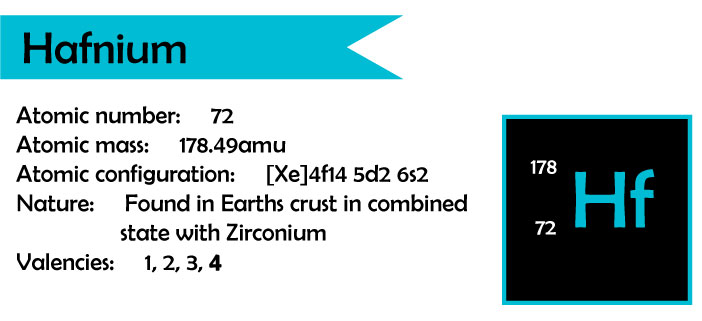 Hafnium
Atomic number: 72
Atomic mass: 178.49amu
Atomic configuration: [Xe]4f14 5d2 6s2
Nature: Found in Earths crust in combined
state with Zirconium
Valencies: 1, 2, 3, 4
178
Hf
72